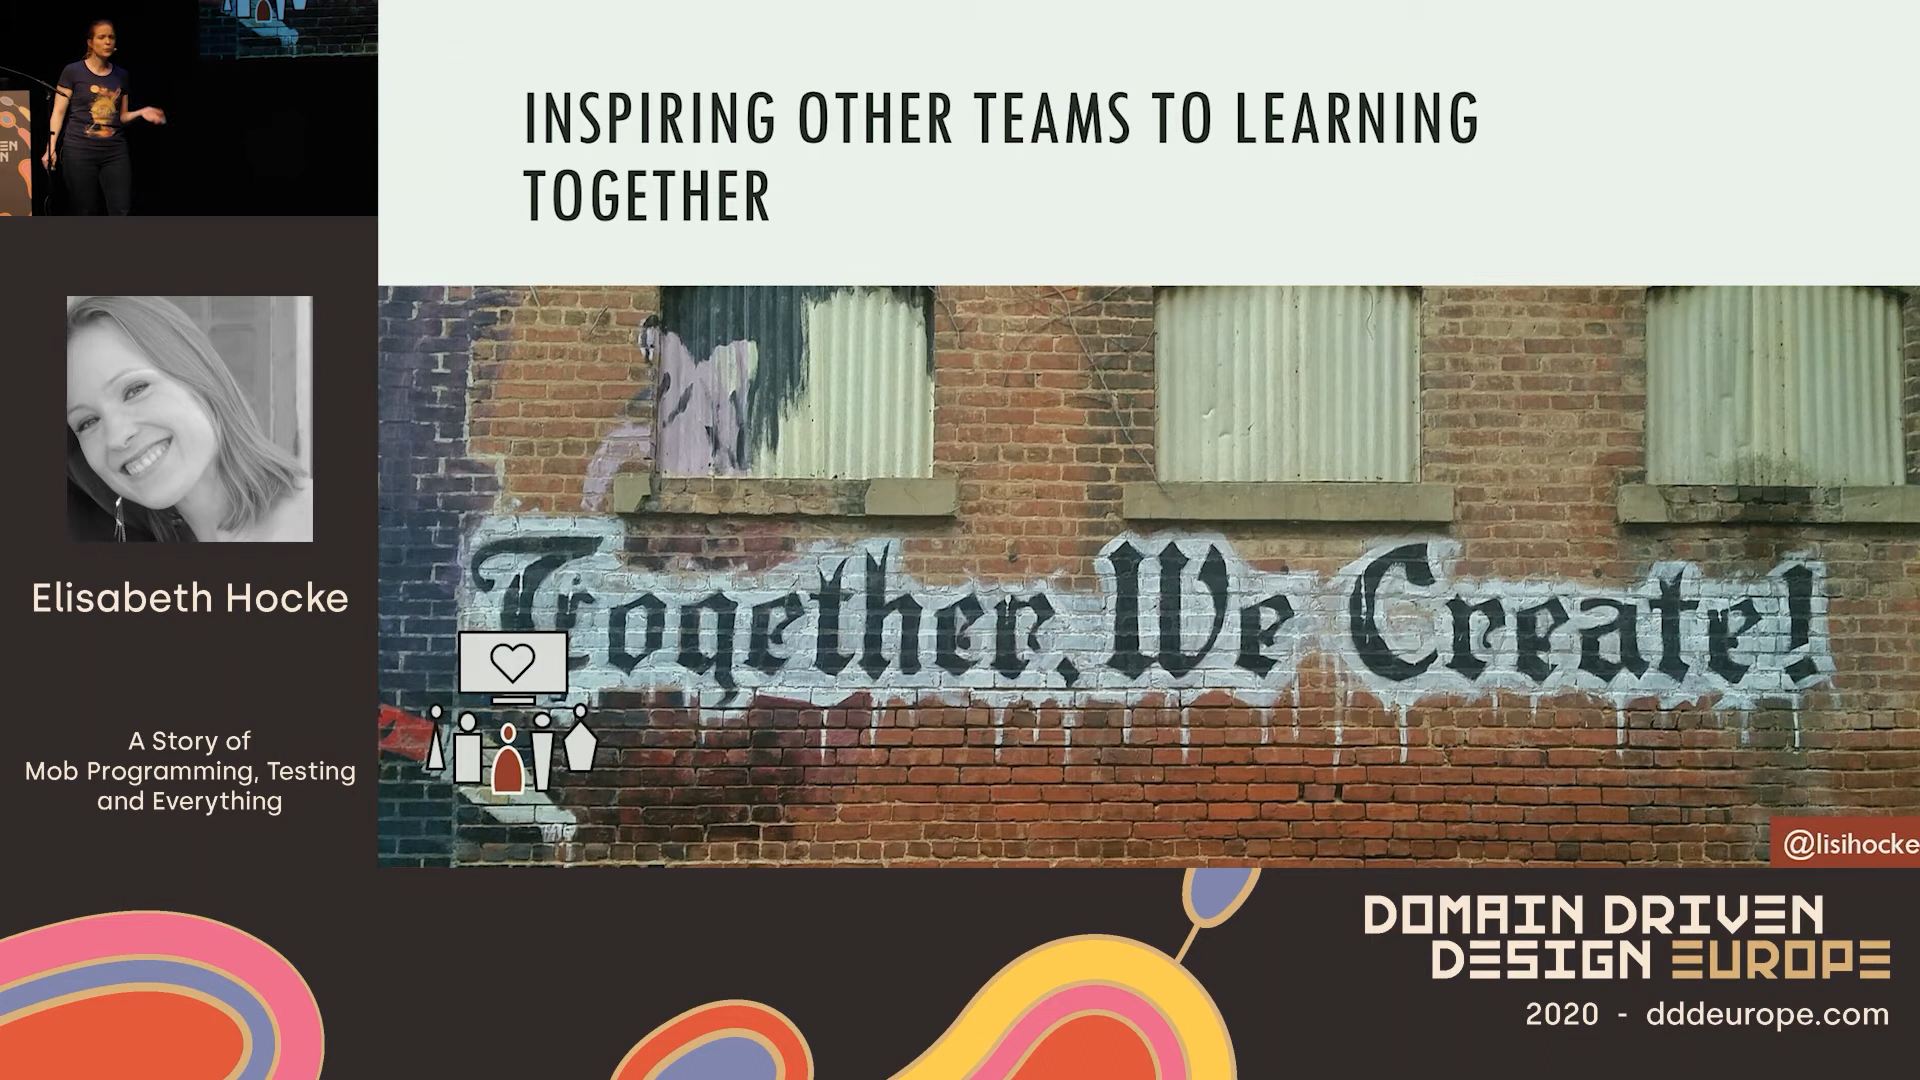 INSPIRING OTHER TEAMS TO LEARNING
TOGETHER
Together, We Create!
@lisihocke
Elisabeth Hocke
A Story of
Mob Programming, Testing
and Everything
DOMAIN DRIVEN
DESIGN EUROPE
2020 - dddeurope.com